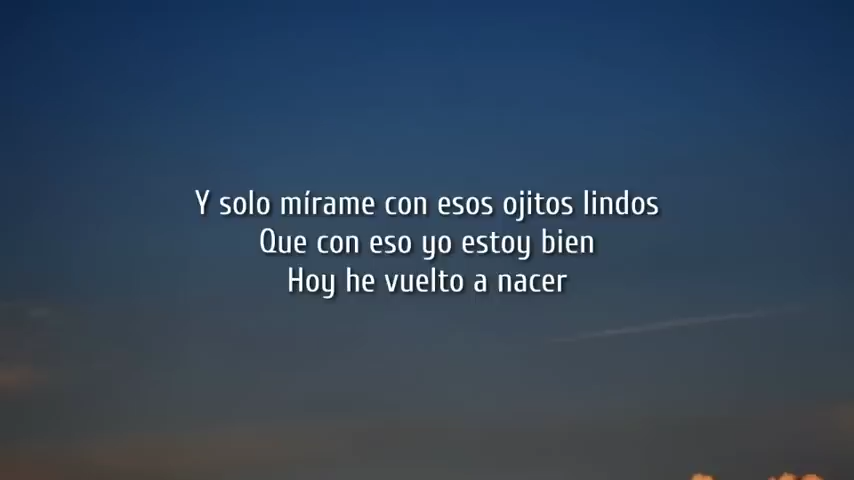 Y solo mírame con esos ojitos lindos
Que con eso yo estoy bien
Hoy he vuelto a nacer